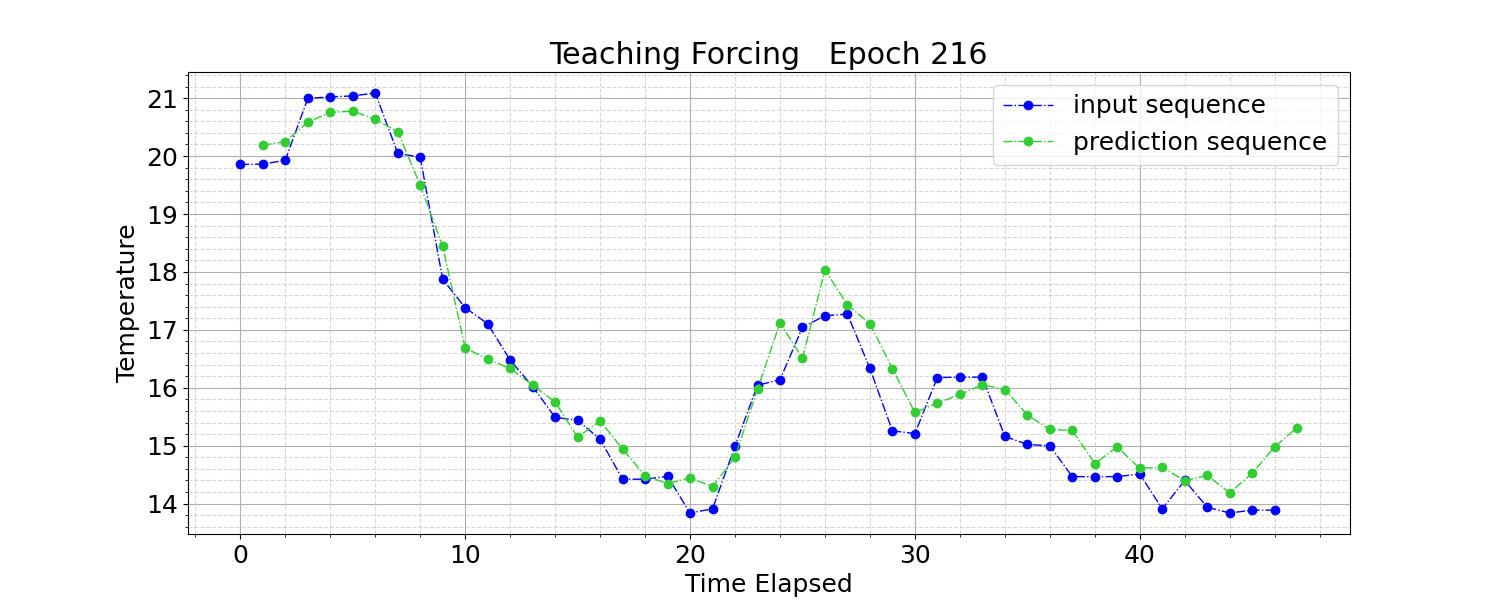 Teaching Forcing   Epoch 216
input sequence
prediction sequence
Temperature
21
20
19
18
17
16
15
14
0 10 20 30 40
Time Elapsed